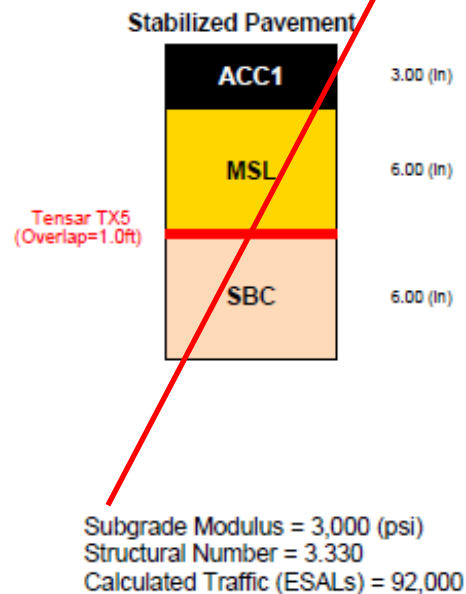 Stabilized Pavement
ACC1
3.00 (in)
MSL
6.00 (in)
Tensar TX5
(Overlap=1.0ft)
SBC
6.00 (in)
Subgrade Modulus = 3,000 (psi)
Structural Number = 3.330
Calculated Traffic (ESALs) = 92,000